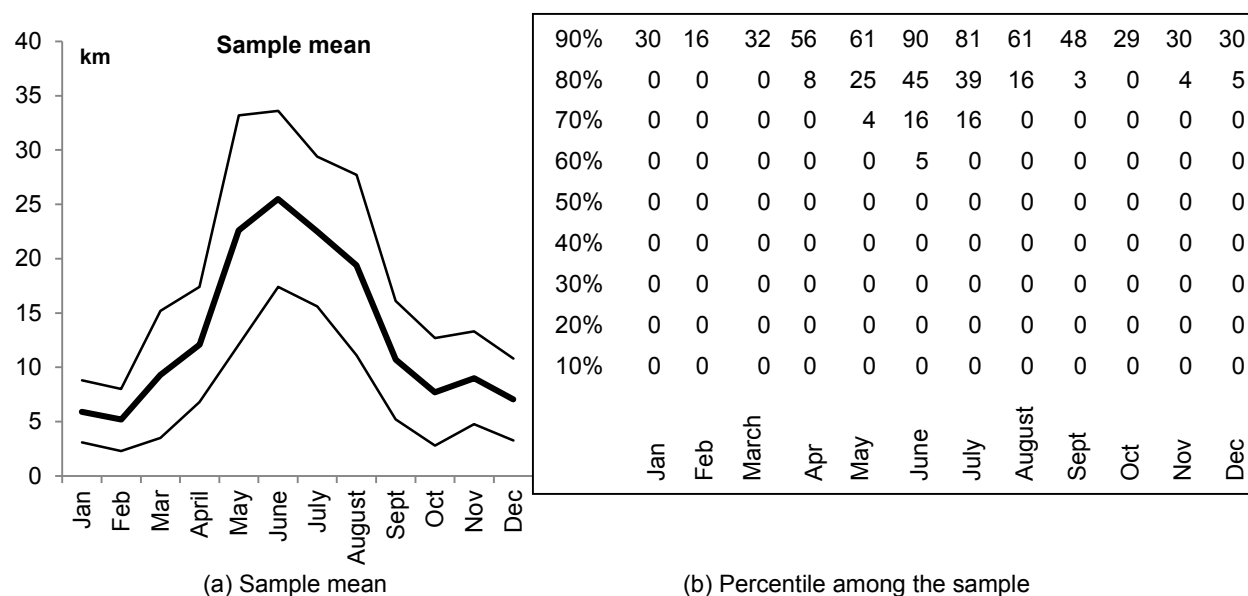 Sample mean
km
40
35
30
25
20
15
10
5
0
Jan Feb Mar April May June July August Sept Oct Nov Dec
(a) Sample mean
90% 30 16 32 56 61 90 81 61 48 29 30 30
80% 0 0 0 8 25 45 39 16 3 0 4 5
70% 0 0 0 0 4 16 16 0 0 0 0 0
60% 0 0 0 0 0 5 0 0 0 0 0 0
50% 0 0 0 0 0 0 0 0 0 0 0 0
40% 0 0 0 0 0 0 0 0 0 0 0 0
30% 0 0 0 0 0 0 0 0 0 0 0 0
20% 0 0 0 0 0 0 0 0 0 0 0 0
10% 0 0 0 0 0 0 0 0 0 0 0 0
Jan Feb March Apr May June July August Sept Oct Nov Dec
(b) Percentile among the sample